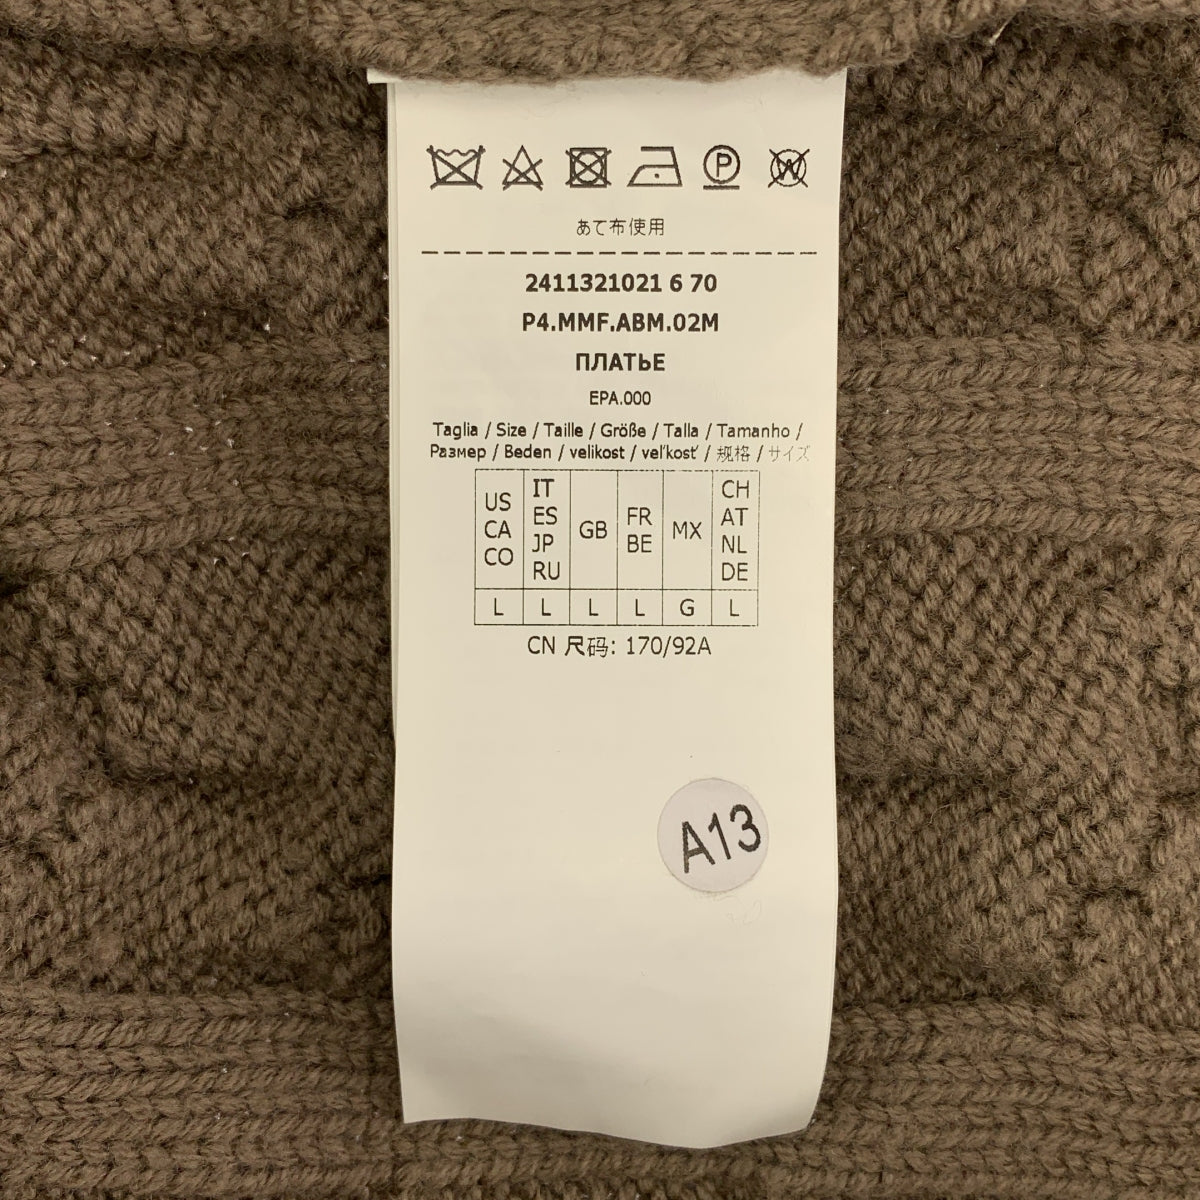 P
W
あて布使用
2411321021 6 70
P4.MMF.ABM.02M
ПЛАТЬЕ
EPA.000
Taglia / Size / Taille / Größe / Talla / Tamanho /
Размер / Beden / velikost / veľkosť / 规格 / サイズ
US CA CO IT ES JP RU GB FR BE MX CH AT NL DE
L L L L G L
CN 尺码: 170/92A
A13